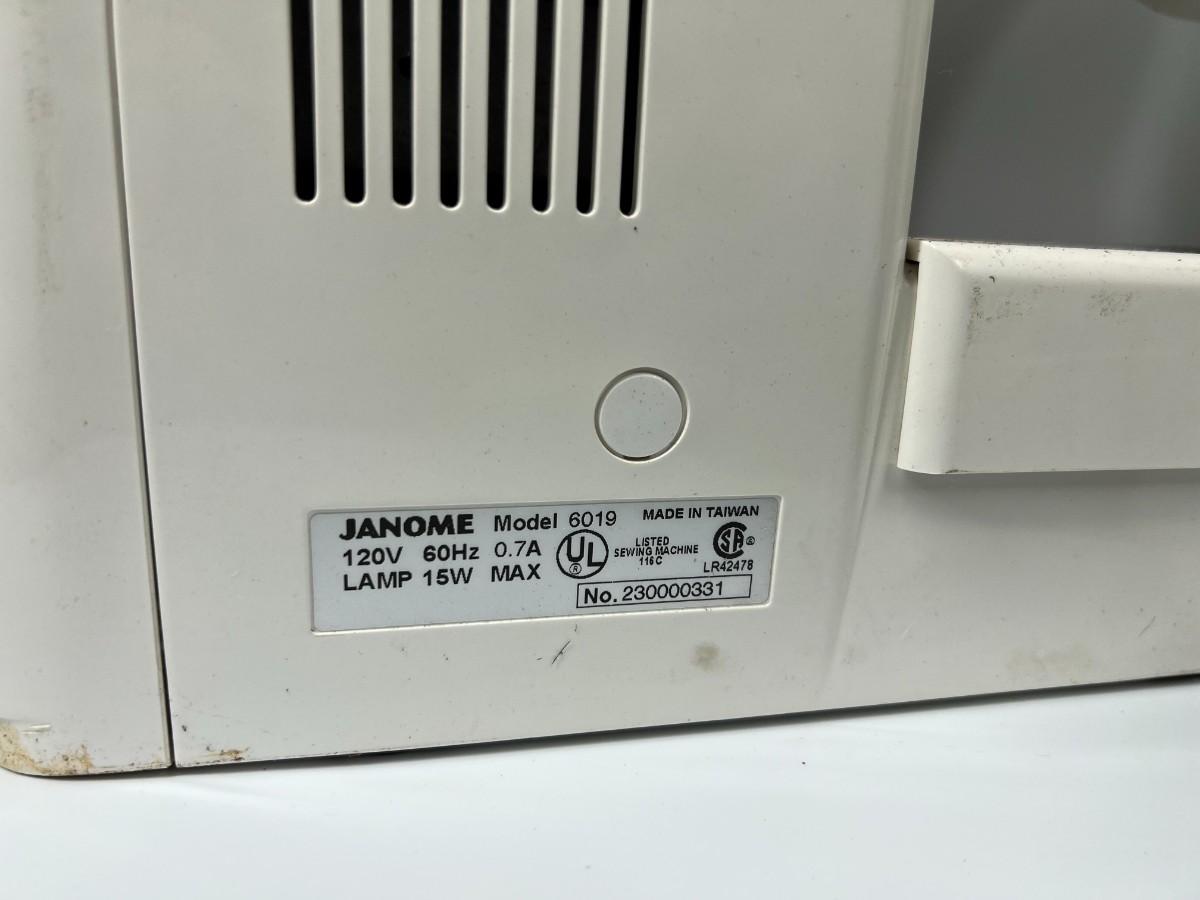 JANOME Model 6019 MADE IN TAIWAN
120V 60Hz 0.7A UL ® LISTED SA ®
SEWING MACHINE
116C
LAMP 15W MAX LR42478
No. 230000331